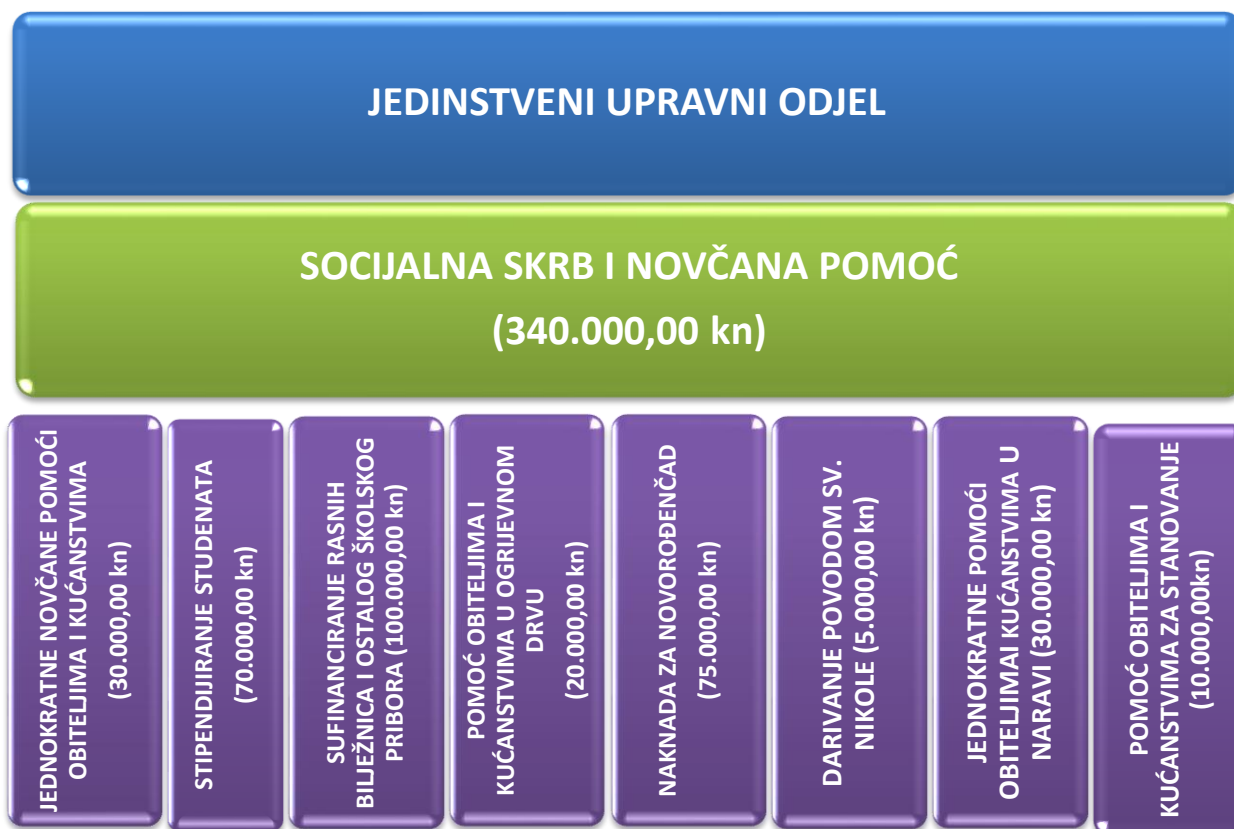 JEDINSTVENI UPRAVNI ODJEL
SOCIJALNA SKRB I NOVČANA POMOĆ
(340.000,00 kn)
JEDNOKRATNE NOVČANE POMOĆI
OBITELJIMA I KUĆANSTVIMA
(30.000,00 kn)
STIPENDIJIRANJE STUDENATA
(70.000,00 kn)
SUFINANCIRANJE RASNIH
BILJEŽNICA I OSTALOG ŠKOLSKOG
PRIBORA (100.000,00 kn)
POMOĆ OBITELJIMA I
KUĆANSTVIMA U OGRIJEVNOM
DRVU
(20.000,00 kn)
NAKNADA ZA NOVOROĐENČAD
(75.000,00 kn)
DARIVANJE POVODOM SV.
NIKOLE (5.000,00 kn)
JEDNOKRATNE POMOĆI
OBITELJIMAI KUĆANSTVIMA U
NARAVI (30.000,00 kn)
POMOĆ OBITELJIMA I
KUĆANSTVIMA ZA STANOVANJE
(10.000,00kn)